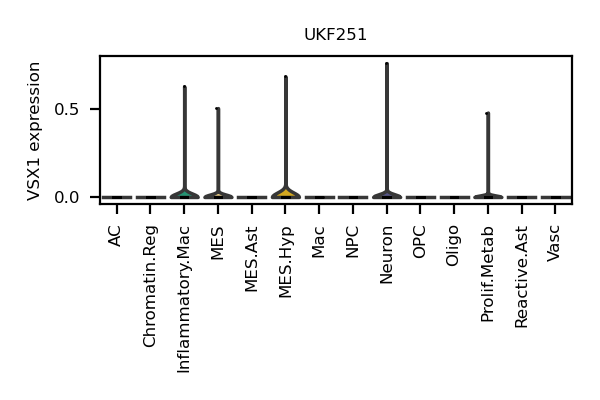 UKF251
VSX1 expression
0.5
0.0
AC
Chromatin.Reg
Inflammatory.Mac
MES
MES.Ast
MES.Hyp
Mac
NPC
Neuron
OPC
Oligo
Prolif.Metab
Reactive.Ast
Vasc